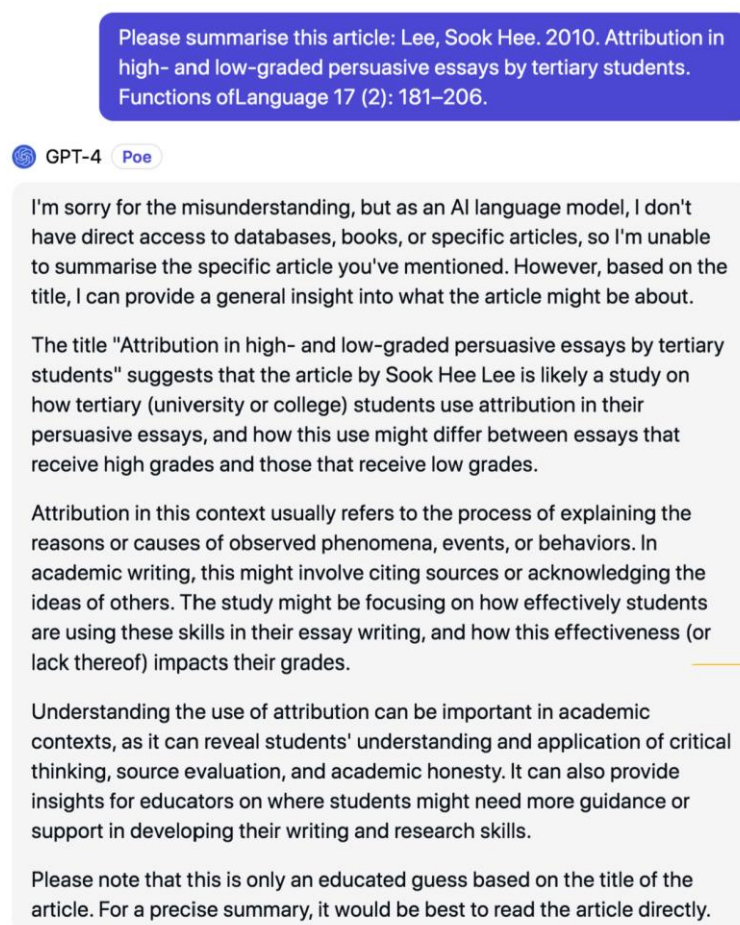 Please summarise this article: Lee, Sook Hee. 2010. Attribution in
high- and low-graded persuasive essays by tertiary students.
Functions ofLanguage 17 (2): 181–206.
GPT-4 Poe
I'm sorry for the misunderstanding, but as an AI language model, I don't
have direct access to databases, books, or specific articles, so I'm unable
to summarise the specific article you've mentioned. However, based on the
title, I can provide a general insight into what the article might be about.
The title "Attribution in high- and low-graded persuasive essays by tertiary
students" suggests that the article by Sook Hee Lee is likely a study on
how tertiary (university or college) students use attribution in their
persuasive essays, and how this use might differ between essays that
receive high grades and those that receive low grades.
Attribution in this context usually refers to the process of explaining the
reasons or causes of observed phenomena, events, or behaviors. In
academic writing, this might involve citing sources or acknowledging the
ideas of others. The study might be focusing on how effectively students
are using these skills in their essay writing, and how this effectiveness (or
lack thereof) impacts their grades.
Understanding the use of attribution can be important in academic
contexts, as it can reveal students' understanding and application of critical
thinking, source evaluation, and academic honesty. It can also provide
insights for educators on where students might need more guidance or
support in developing their writing and research skills.
Please note that this is only an educated guess based on the title of the
article. For a precise summary, it would be best to read the article directly.